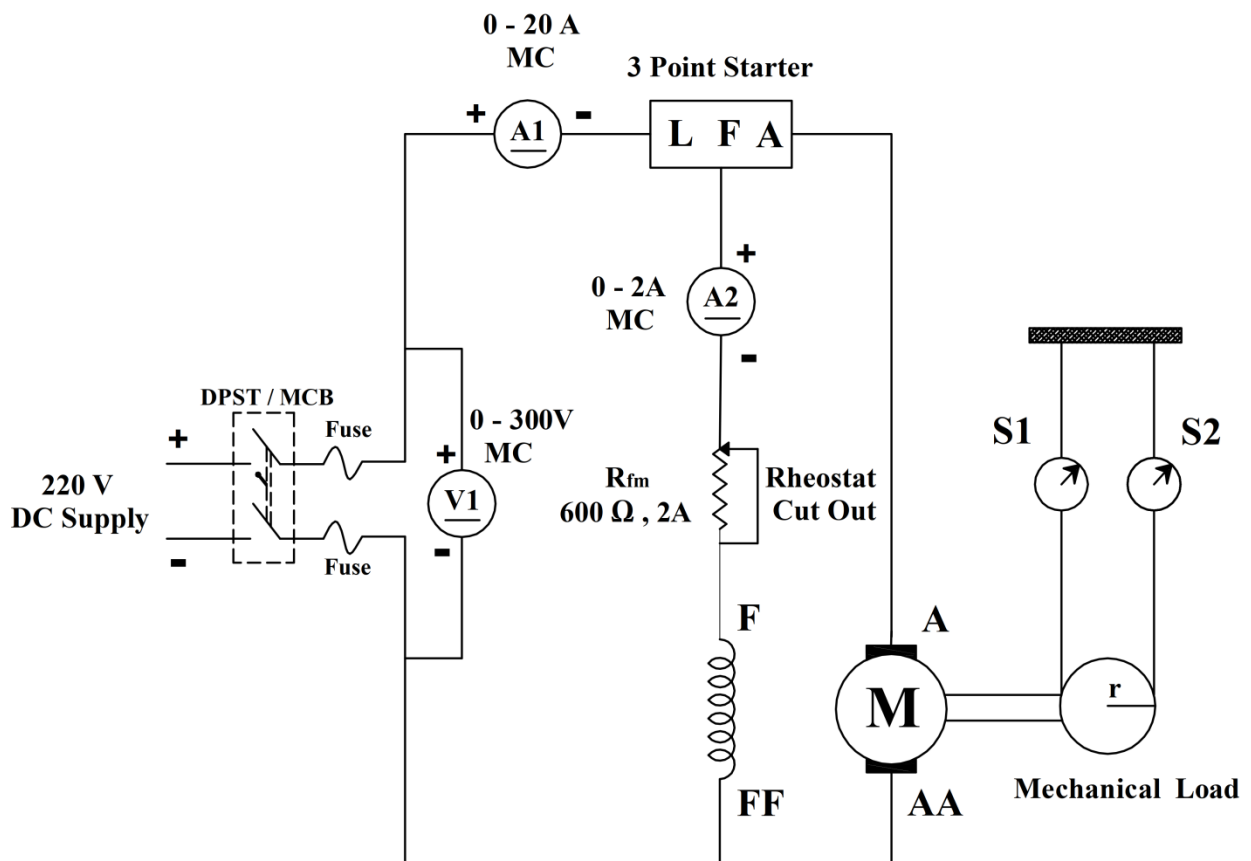 0 - 20 A
MC
3 Point Starter
+
-
A1
L F A
+
0 - 2A
MC
A2
-
DPST / MCB
Fuse
0 - 300V
MC
+
+
220 V
DC Supply
V1
-
-
Fuse
Rfm
600 Ω , 2A
Rheostat
Cut Out
S1
S2
F
FF
A
M
AA
r
Mechanical Load